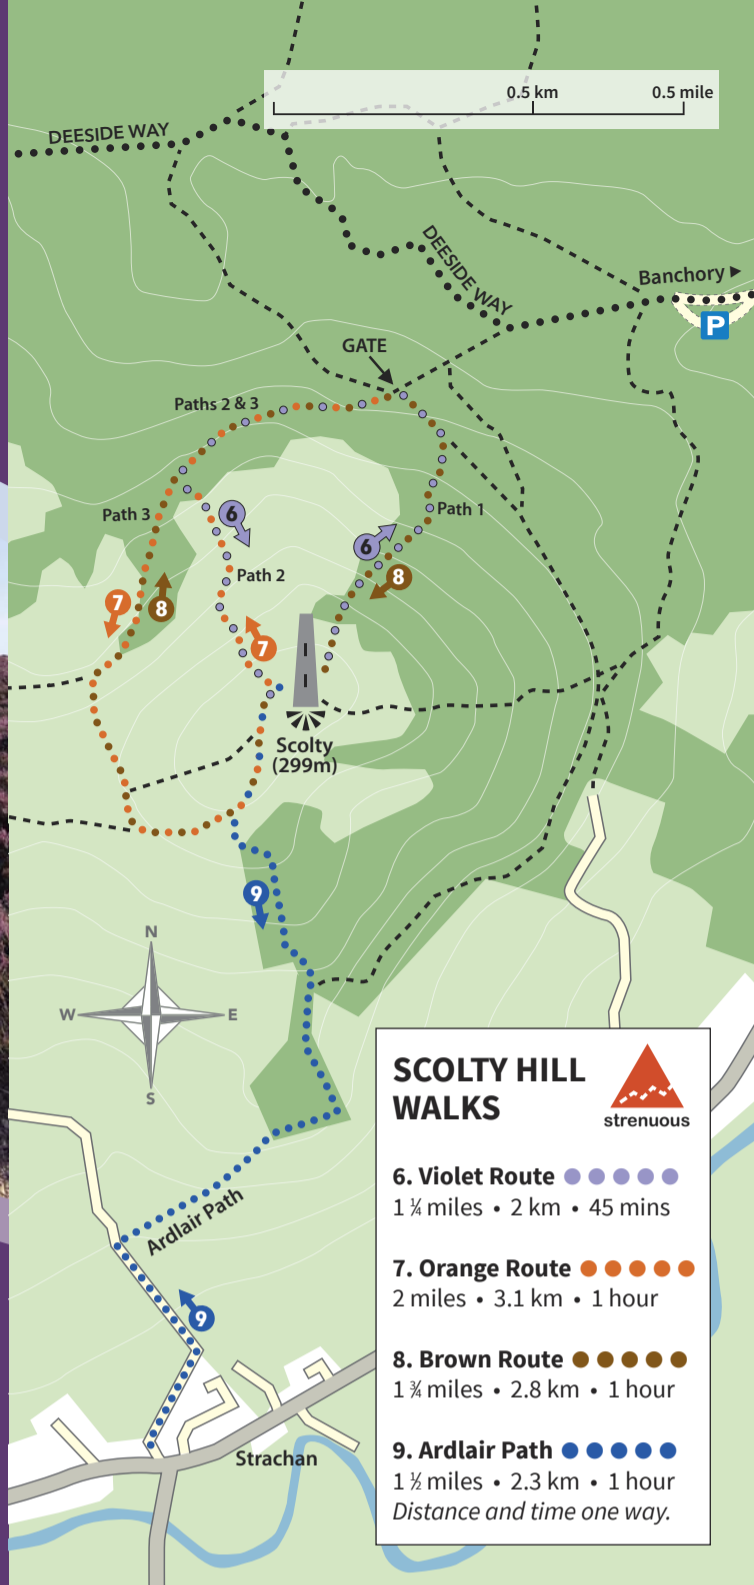 0.5 km
0.5 mile
DEESIDE WAY
DEESIDE WAY
Banchory
P
GATE
Paths 2 & 3
Path 3
6
Path 1
6
8
Path 2
7
8
7
Scolty
(299m)
9
N
W
E
S
Ardlair Path
9
Strachan
SCOLTY HILL
WALKS
strenuous
6. Violet Route
1 ¼ miles • 2 km • 45 mins
7. Orange Route
2 miles • 3.1 km • 1 hour
8. Brown Route
1 ¾ miles • 2.8 km • 1 hour
9. Ardlair Path
1 ½ miles • 2.3 km • 1 hour
Distance and time one way.